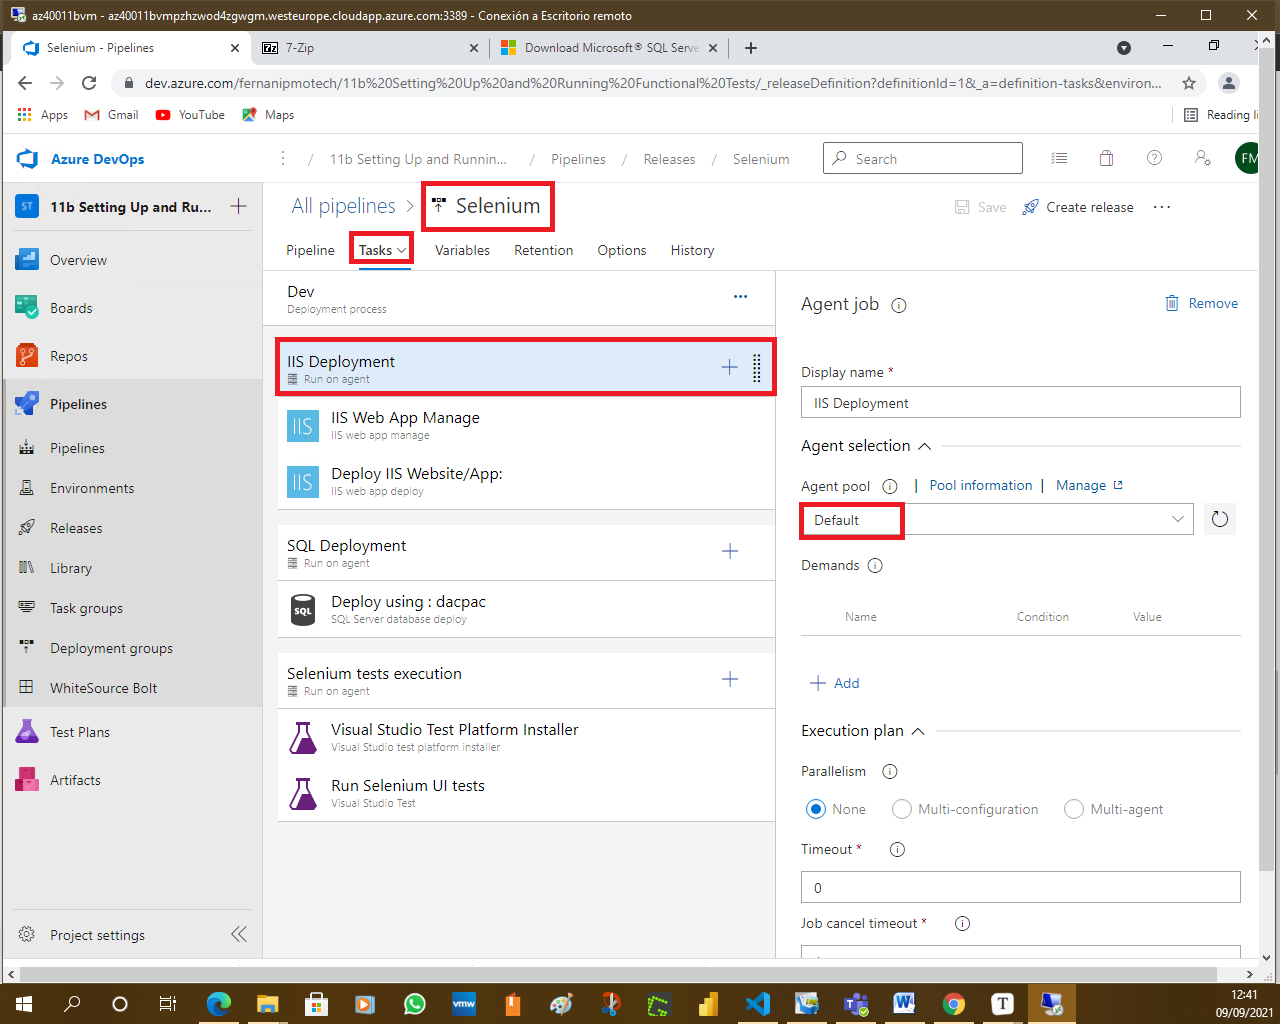 az40011bvm - az40011bvmpzhzwod4zgwgm.westeurope.cloudapp.azure.com:3389 - Conexión a Escritorio remoto
Selenium - Pipelines
7-Zip
Download Microsoft® SQL Serve
dev.azure.com/fernanipmotech/11b%20Setting%20Up%20and%20Running%20Functional%20Tests/_releaseDefinition?definitionId=1&_a=definition-tasks&environ...
Apps
Gmail
YouTube
Maps
Reading li
Azure DevOps
/ 11b Setting Up and Runnin... / Pipelines / Releases / Selenium
Search
FM
ST
11b Setting Up and Ru...
Overview
Boards
Repos
Pipelines
Pipelines
Environments
Releases
Library
Task groups
Deployment groups
WhiteSource Bolt
Test Plans
Artifacts
Project settings
All pipelines > Selenium
Save
Create release
Pipeline
Tasks
Variables
Retention
Options
History
Dev
Deployment process
IIS Deployment
Run on agent
IIS
IIS Web App Manage
IIS web app manage
IIS
Deploy IIS Website/App:
IIS web app deploy
SQL Deployment
Run on agent
SQL
Deploy using : dacpac
SQL Server database deploy
Selenium tests execution
Run on agent
Visual Studio Test Platform Installer
Visual Studio test platform installer
Run Selenium UI tests
Visual Studio Test
Agent job
Remove
Display name *
IIS Deployment
Agent selection
Agent pool | Pool information | Manage
Default
Demands
Name Condition Value
Add
Execution plan
Parallelism
None
Multi-configuration
Multi-agent
Timeout *
0
Job cancel timeout *
vmw
T
12:41
09/09/2021